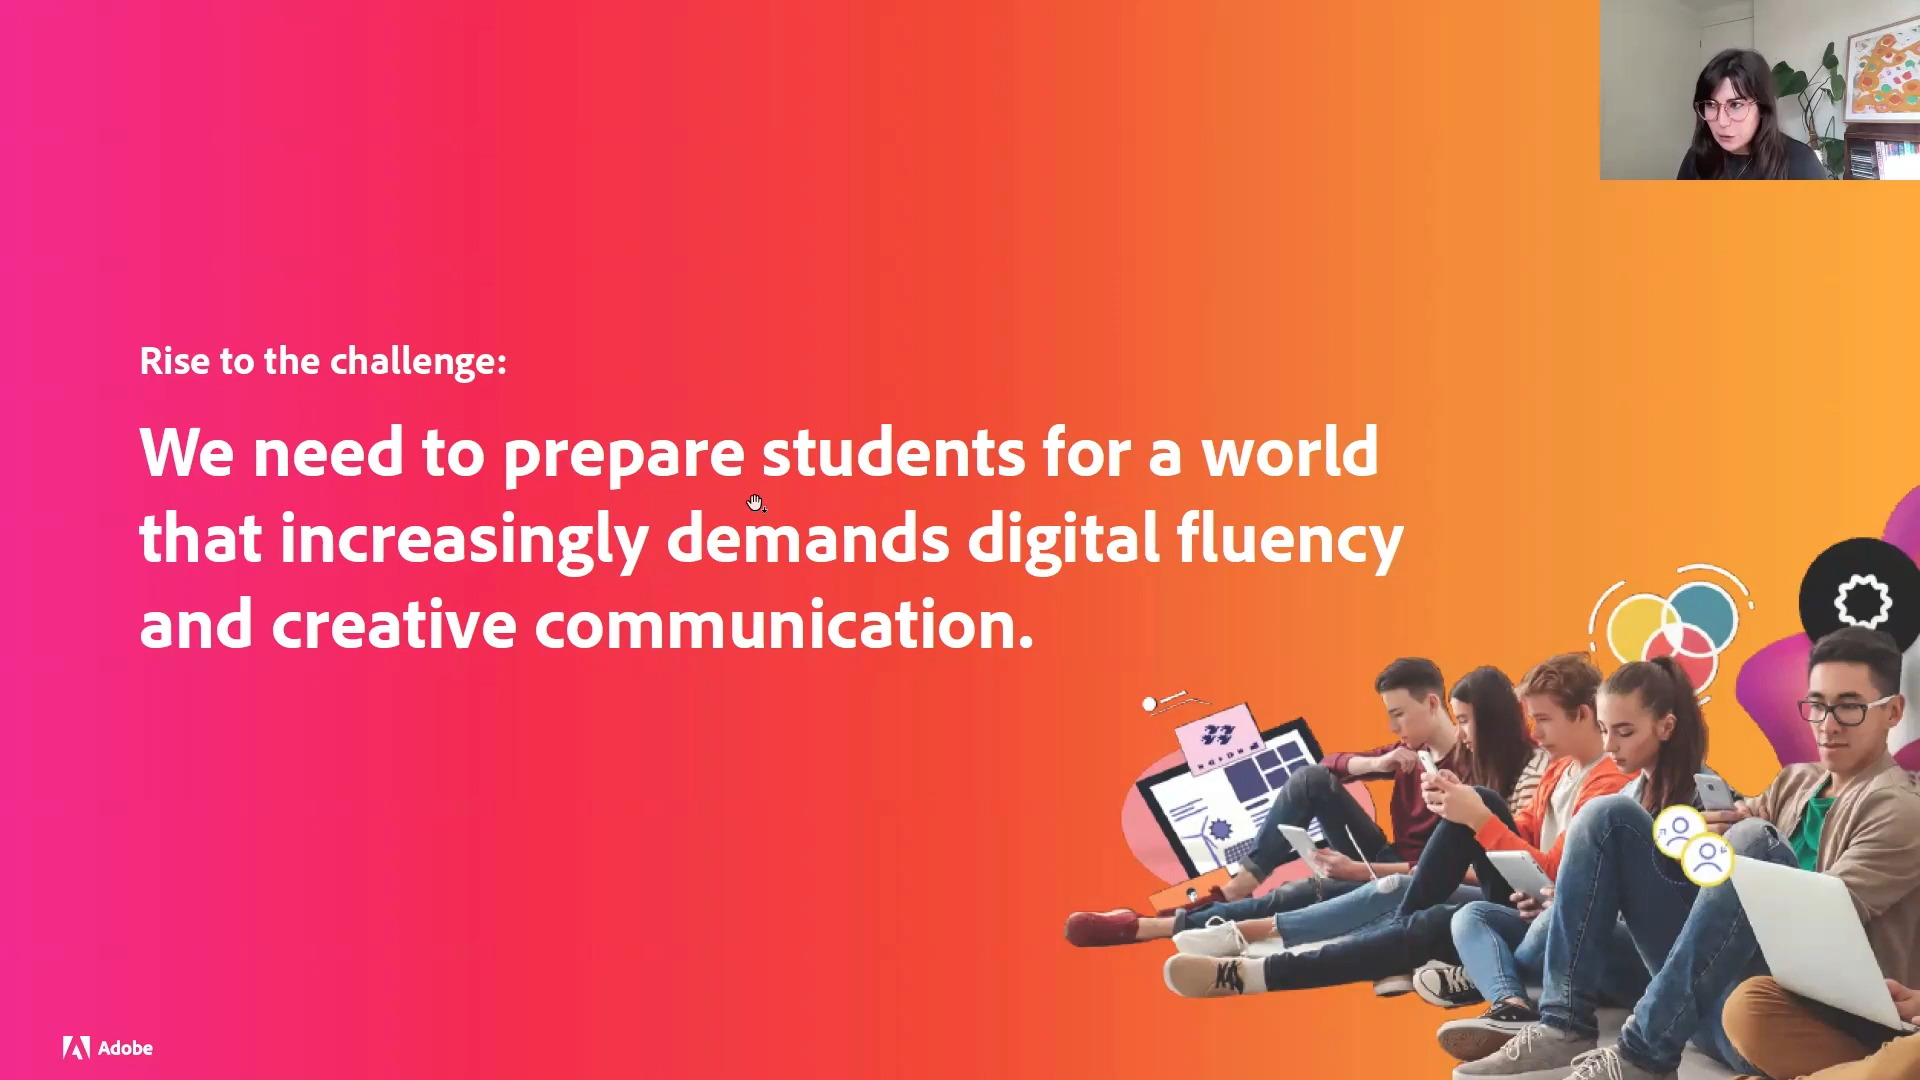 Rise to the challenge:
We need to prepare students for a world
that increasingly demands digital fluency
and creative communication.
Adobe